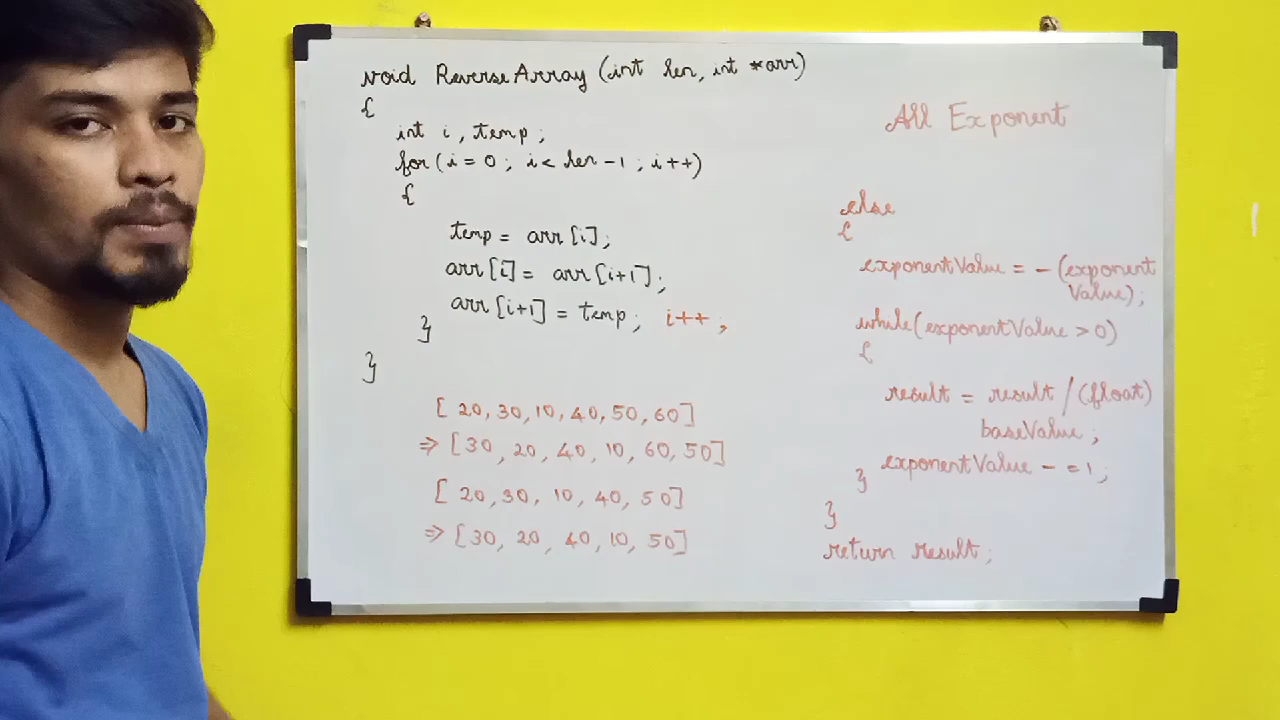 void ReverseArray (int len, int *arr)
{
int i, temp;
for(i = 0; i < len -1; i++)
{
temp = arr[i];
arr[i] = arr[i+1];
arr[i+1] = temp; i++;
}
}
[20, 30, 10, 40, 50, 60]
⇒ [30, 20, 40, 10, 60, 50]
[20, 30, 10, 40, 50]
⇒ [30, 20, 40, 10, 50]
All Exponent
else
{
exponentValue = -(exponent
Value);
while(exponentValue > 0)
{
result = result /(float)
baseValue;
exponentValue - = 1;
}
}
return result;